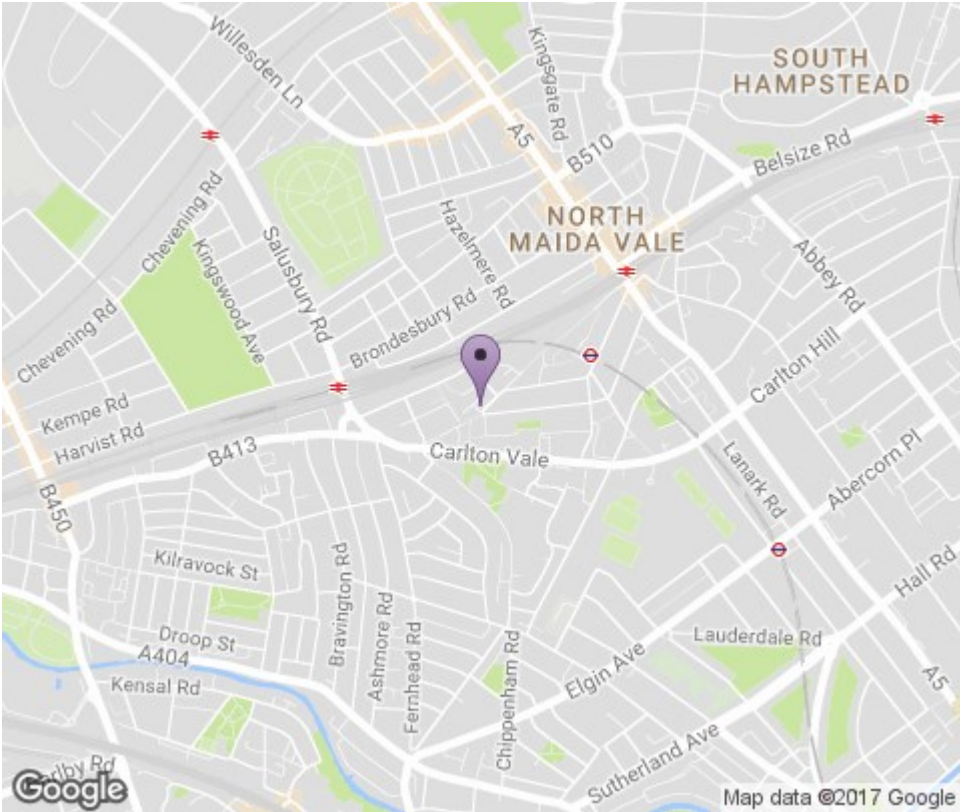 Willesden Ln
Kingsgate Rd
SOUTH
HAMPSTEAD
A5
B510
Belsize Rd
Chevening Rd
Hazelmere Rd
NORTH
MAIDA VALE
Salusbury Rd
Kingswood Ave
Abbey Rd
Brondesbury Rd
Chevening Rd
Carlton Hill
Kempe Rd
Harvist Rd
B413
Carlton Vale
Lanark Rd
Abercorn Pl
B450
Kilravock St
Bravington Rd
Hall Rd
Ashmore Rd
Fernhead Rd
Droop St
A404
Chippenham Rd
Lauderdale Rd
Elgin Ave
Kensal Rd
A5
Sutherland Ave
rlby Rd
Google
Map data ©2017 Google